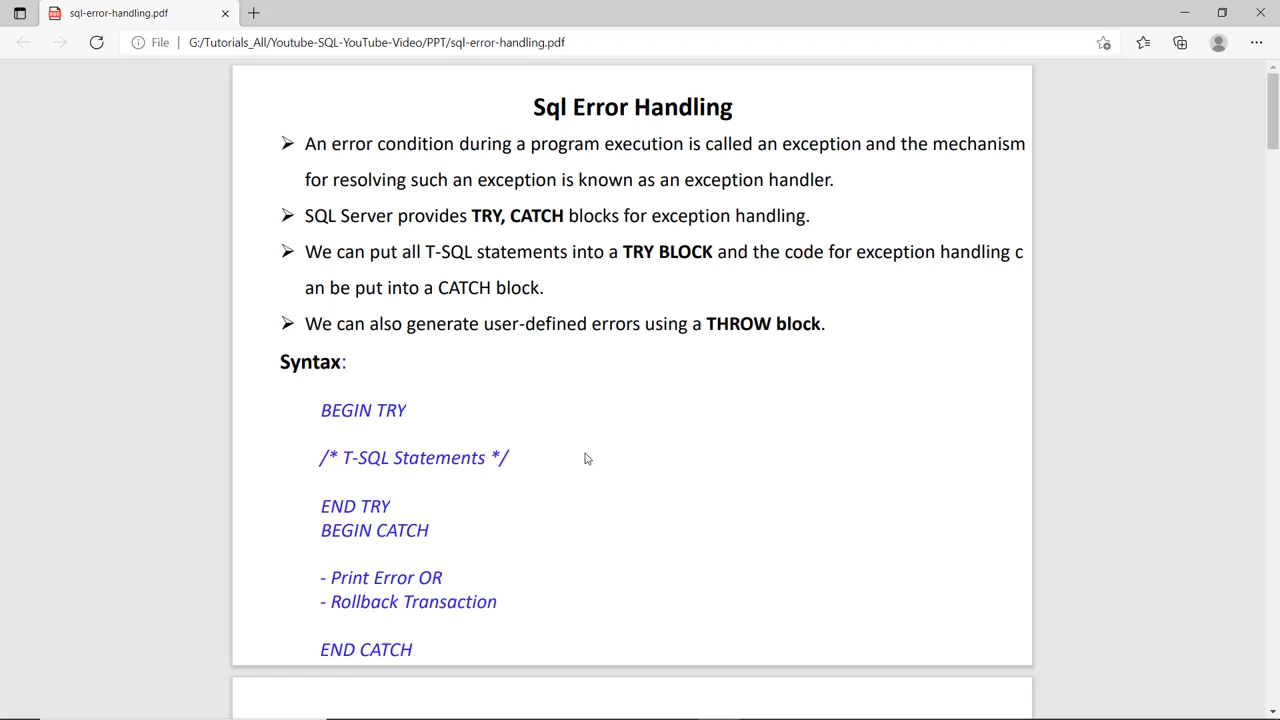 sql-error-handling.pdf
File | G:/Tutorials_All/Youtube-SQL-YouTube-Video/PPT/sql-error-handling.pdf
Sql Error Handling
➢ An error condition during a program execution is called an exception and the mechanism
for resolving such an exception is known as an exception handler.
➢ SQL Server provides TRY, CATCH blocks for exception handling.
➢ We can put all T-SQL statements into a TRY BLOCK and the code for exception handling c
an be put into a CATCH block.
➢ We can also generate user-defined errors using a THROW block.
Syntax:
BEGIN TRY
/* T-SQL Statements */
END TRY
BEGIN CATCH
- Print Error OR
- Rollback Transaction
END CATCH